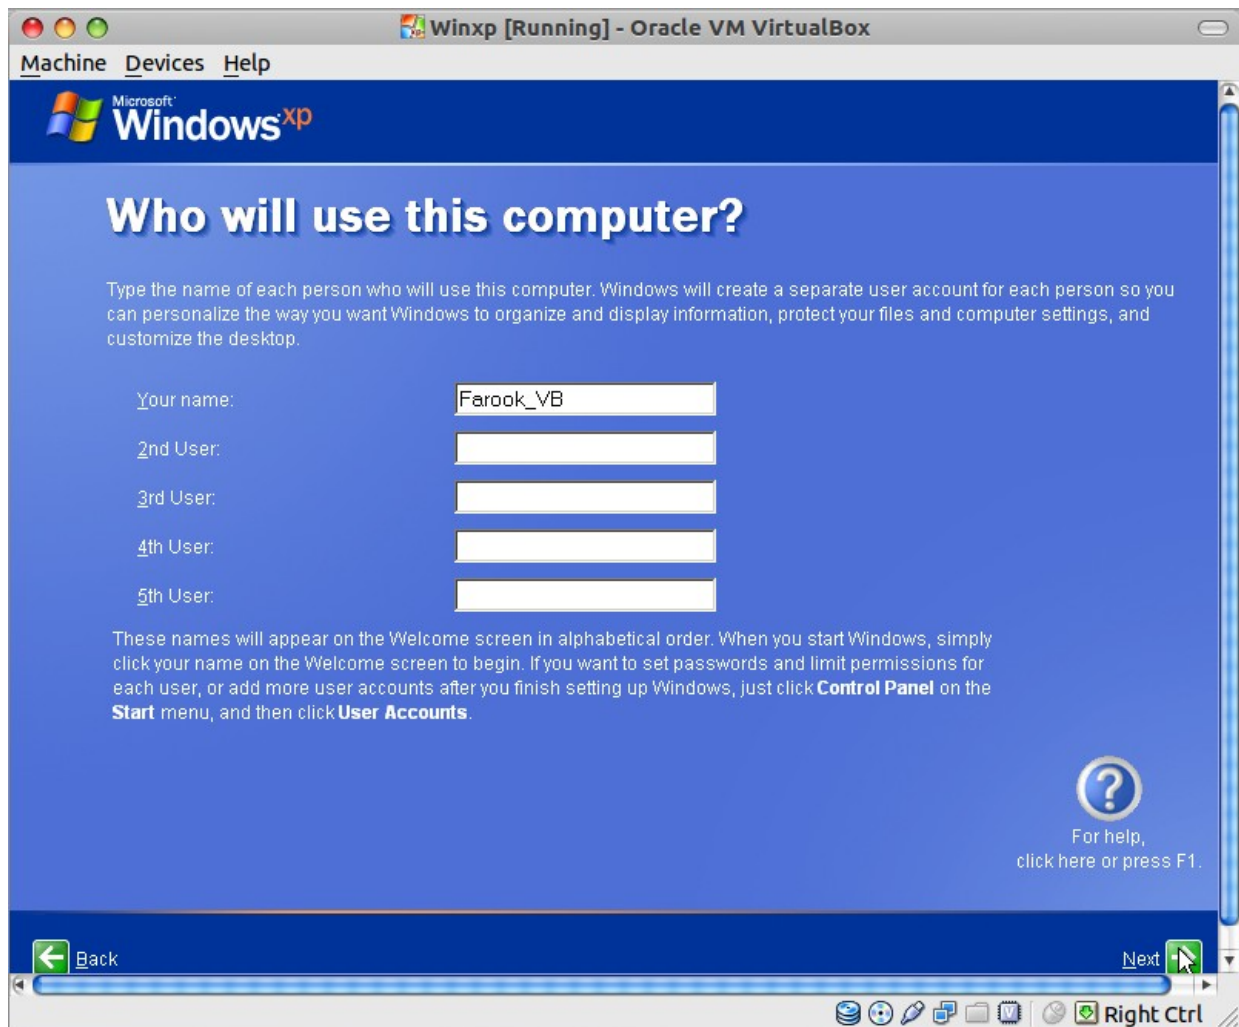 Winxp [Running] - Oracle VM VirtualBox
Machine Devices Help
Microsoft
Windows xp
Who will use this computer?
Type the name of each person who will use this computer. Windows will create a separate user account for each person so you
can personalize the way you want Windows to organize and display information, protect your files and computer settings, and
customize the desktop.
Your name: Farook_VB
2nd User:
3rd User:
4th User:
5th User:
These names will appear on the Welcome screen in alphabetical order. When you start Windows, simply
click your name on the Welcome screen to begin. If you want to set passwords and limit permissions for
each user, or add more user accounts after you finish setting up Windows, just click Control Panel on the
Start menu, and then click User Accounts.
?
For help,
click here or press F1.
Back Next
V Right Ctrl